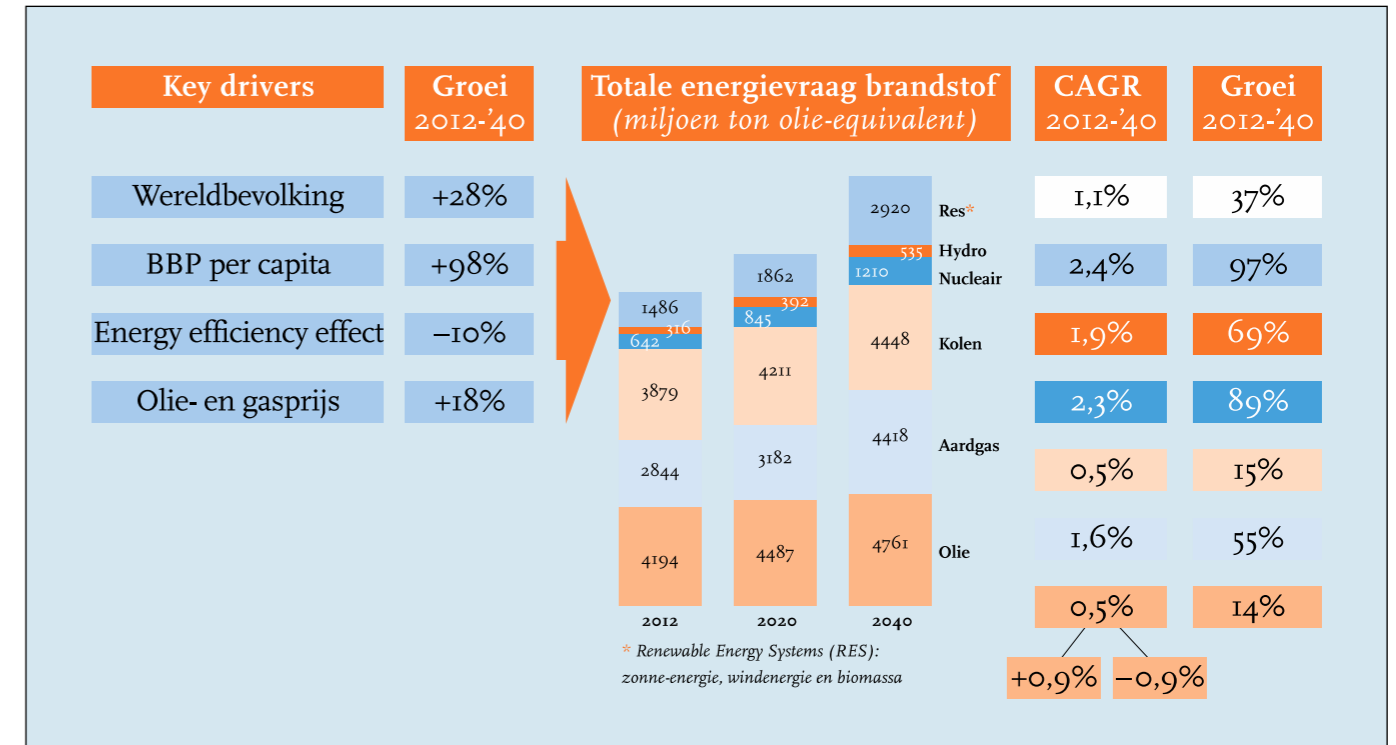 Key drivers
Groei
2012-'40
Totale energievraag brandstof
(miljoen ton olie-equivalent)
CAGR
2012-'40
Groei
2012-'40
Wereldbevolking
+28%
BBP per capita
+98%
Energy efficiency effect
–10%
Olie- en gasprijs
+18%
1486
316
642
3879
2844
4194
2012
1862
392
845
4211
3182
4487
2020
2920
535
1210
4448
4418
4761
2040
Res*
Hydro
Nucleair
Kolen
Aardgas
Olie
* Renewable Energy Systems (RES):
zonne-energie, windenergie en biomassa
1,1%
37%
2,4%
97%
1,9%
69%
2,3%
89%
0,5%
15%
1,6%
55%
0,5%
14%
+0,9%
–0,9%